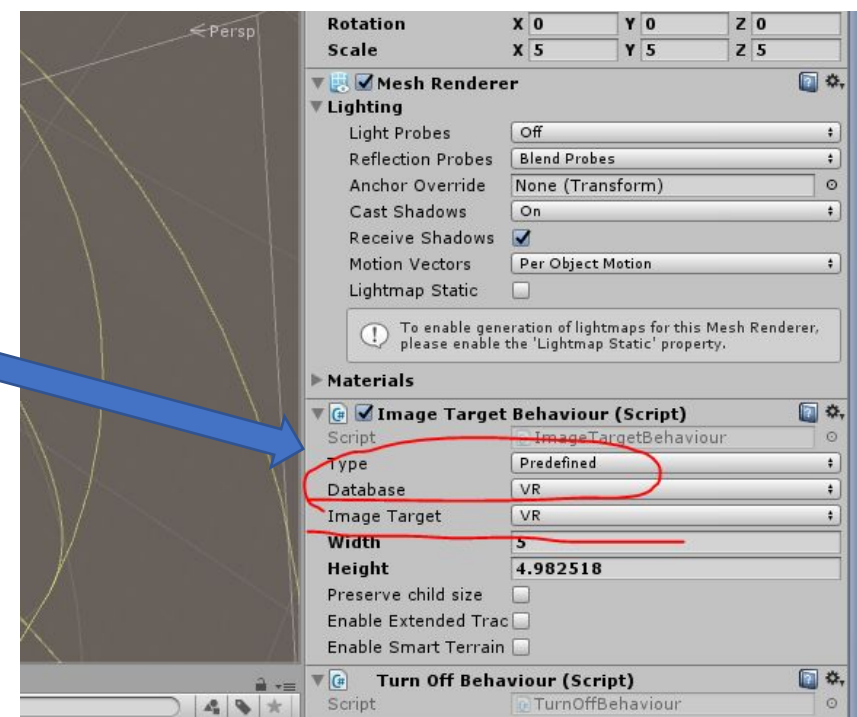 Persp
Rotation X 0 Y 0 Z 0
Scale X 5 Y 5 Z 5
Mesh Renderer
Lighting
Light Probes Off
Reflection Probes Blend Probes
Anchor Override None (Transform)
Cast Shadows On
Receive Shadows
Motion Vectors Per Object Motion
Lightmap Static
To enable generation of lightmaps for this Mesh Renderer,
please enable the 'Lightmap Static' property.
Materials
Image Target Behaviour (Script)
Script ImageTargetBehaviour
Type Predefined
Database VR
Image Target VR
Width 5
Height 4.982518
Preserve child size
Enable Extended Trac
Enable Smart Terrain
Turn Off Behaviour (Script)
Script TurnOffBehaviour